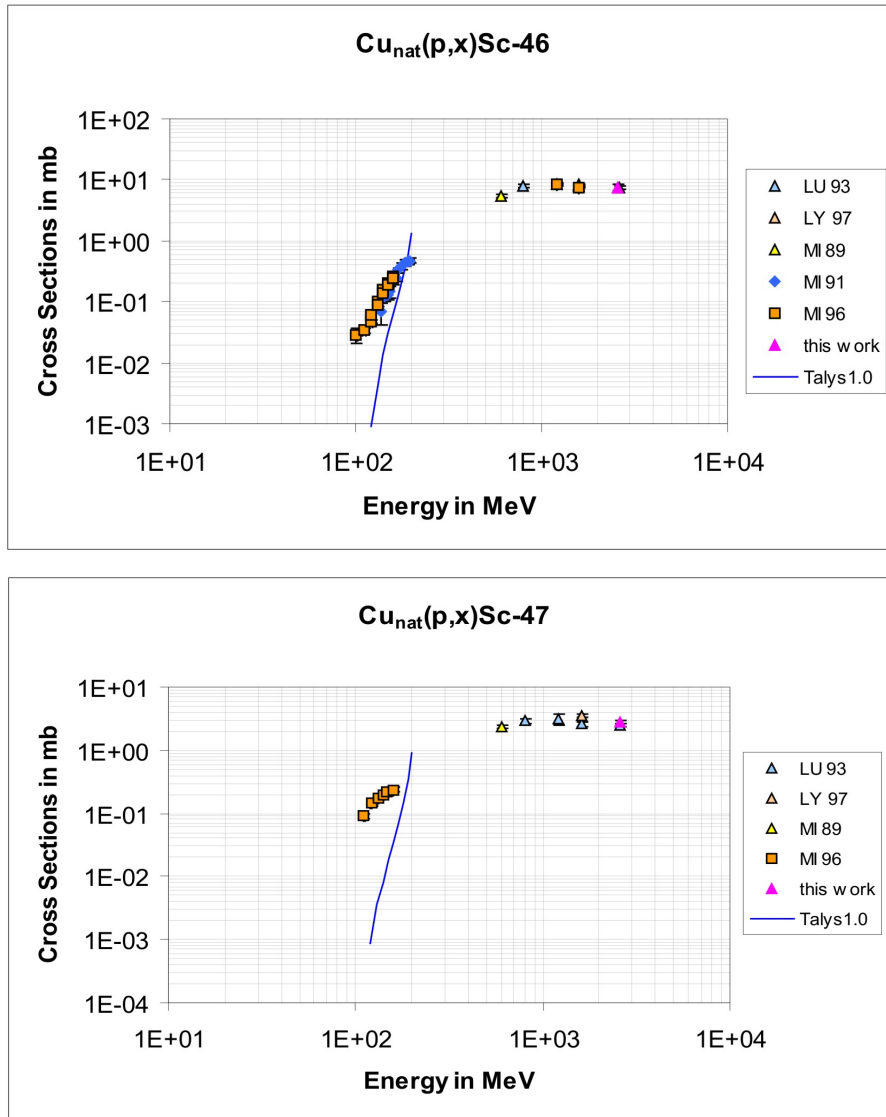 Cu_nat(p,x)Sc-46
1E+02
1E+01
1E+00
1E-01
1E-02
1E-03
Cross Sections in mb
1E+01 1E+02 1E+03 1E+04
Energy in MeV
LU 93
LY 97
MI 89
MI 91
MI 96
this work
Talys1.0
Cu_nat(p,x)Sc-47
1E+01
1E+00
1E-01
1E-02
1E-03
1E-04
Cross Sections in mb
1E+01 1E+02 1E+03 1E+04
Energy in MeV
LU 93
LY 97
MI 89
MI 96
this work
Talys1.0